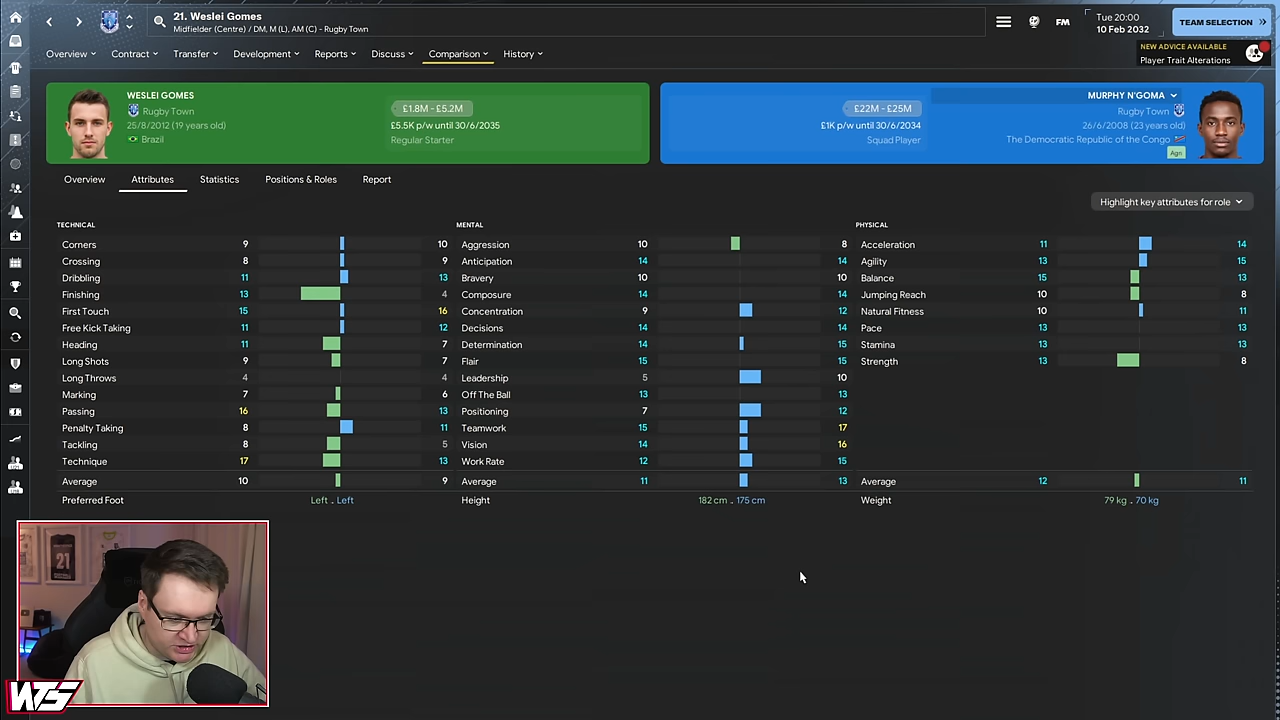 21. Weslei Gomes
Midfielder (Centre) / DM, M (L), AM (C) - Rugby Town
FM
Tue 20:00
10 Feb 2032
TEAM SELECTION
Overview
Contract
Transfer
Development
Reports
Discuss
Comparison
History
NEW ADVICE AVAILABLE
Player Trait Alterations
WESLEI GOMES
Rugby Town
25/8/2012 (19 years old)
Brazil
£1.8M - £5.2M
£5.5K p/w until 30/6/2035
Regular Starter
£22M - £25M
£1K p/w until 30/6/2034
Squad Player
MURPHY N'GOMA
Rugby Town
26/6/2008 (23 years old)
The Democratic Republic of the Congo
Agn
Overview
Attributes
Statistics
Positions & Roles
Report
Highlight key attributes for role
TECHNICAL
Corners 9 10
Crossing 8 9
Dribbling 11 13
Finishing 13 4
First Touch 15 16
Free Kick Taking 11 12
Heading 11 7
Long Shots 9 7
Long Throws 4 4
Marking 7 6
Passing 16 13
Penalty Taking 8 11
Tackling 8 5
Technique 17 13
Average 10 9
Preferred Foot Left - Left
MENTAL
Aggression 10 8
Anticipation 14 14
Bravery 10 10
Composure 14 14
Concentration 9 12
Decisions 14 14
Determination 14 15
Flair 15 15
Leadership 5 10
Off The Ball 13 13
Positioning 7 12
Teamwork 15 17
Vision 14 16
Work Rate 12 15
Average 11 13
Height 182 cm - 175 cm
PHYSICAL
Acceleration 11 14
Agility 13 15
Balance 15 13
Jumping Reach 10 8
Natural Fitness 10 11
Pace 13 13
Stamina 13 13
Strength 13 8
Average 12 11
Weight 79 kg - 70 kg
21
WTS